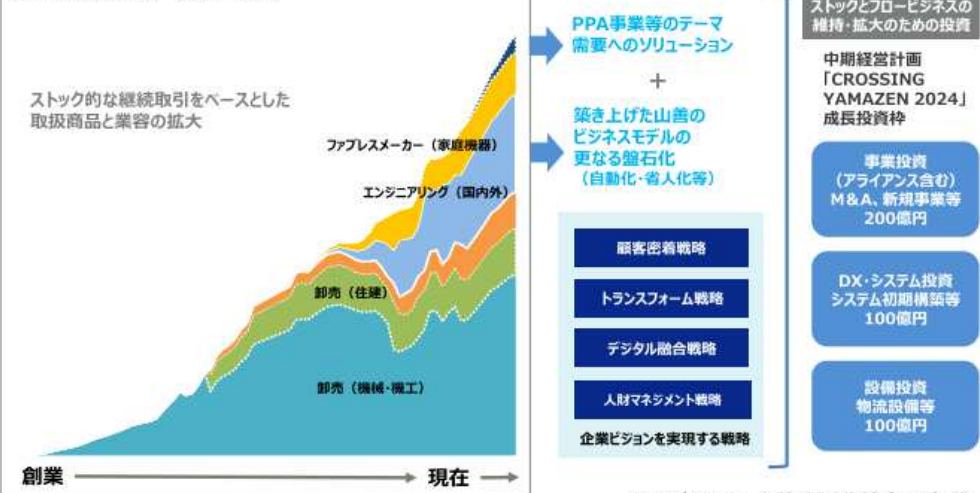 ストック的な継続取引をベースとした
取扱商品と業容の拡大
ファブレスメーカー（家庭機器）
エンジニアリング（国内外）
卸売（住建）
卸売（機械・機工）
創業
現在
PPA事業等のテーマ
需要へのソリューション
+
築き上げた山善の
ビジネスモデルの
更なる盤石化
（自動化・省人化等）
顧客密着戦略
トランスフォーム戦略
デジタル融合戦略
人財マネジメント戦略
企業ビジョンを実現する戦略
ストックとフロービジネスの
維持・拡大のための投資
中期経営計画
「CROSSING
YAMAZEN 2024」
成長投資枠
事業投資
（アライアンス含む）
M&A、新規事業等
200億円
DX・システム投資
システム初期構築等
100億円
設備投資
物流設備等
100億円